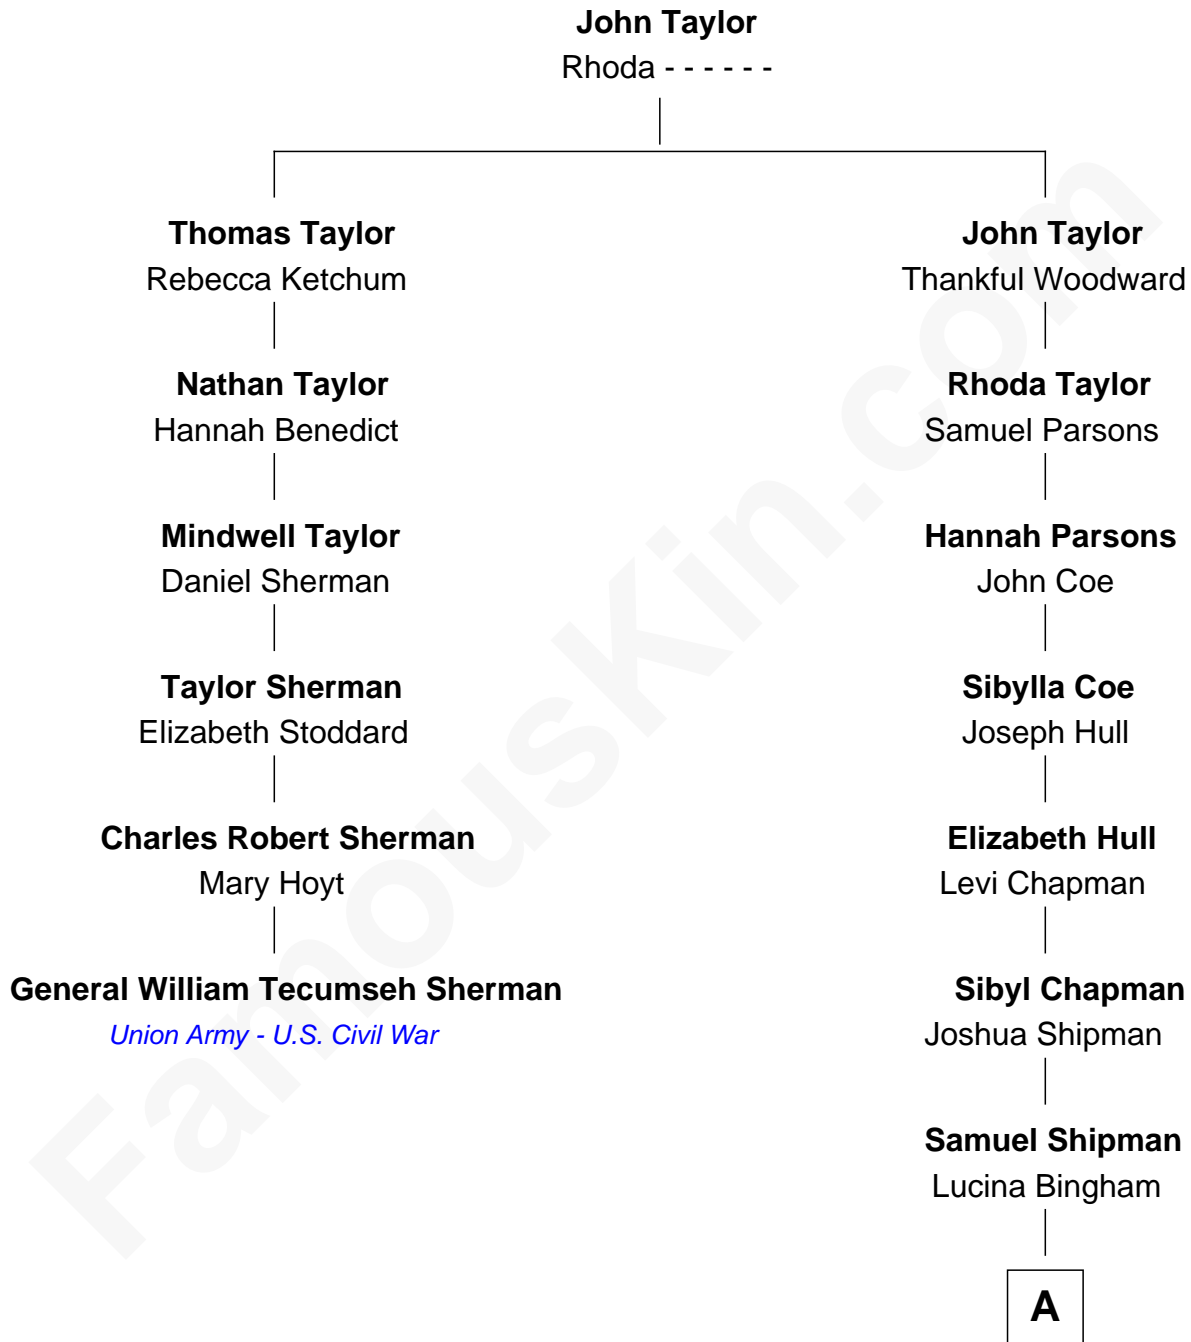 John Taylor
Rhoda - - - - - -
Thomas Taylor
Rebecca Ketchum
John Taylor
Thankful Woodward
Nathan Taylor
Hannah Benedict
Rhoda Taylor
Samuel Parsons
Mindwell Taylor
Daniel Sherman
Hannah Parsons
John Coe
Taylor Sherman
Elizabeth Stoddard
Sibylla Coe
Joseph Hull
Charles Robert Sherman
Mary Hoyt
Elizabeth Hull
Levi Chapman
General William Tecumseh Sherman
Union Army - U.S. Civil War
Sibyl Chapman
Joshua Shipman
Samuel Shipman
Lucina Bingham
A
FamousKin.com